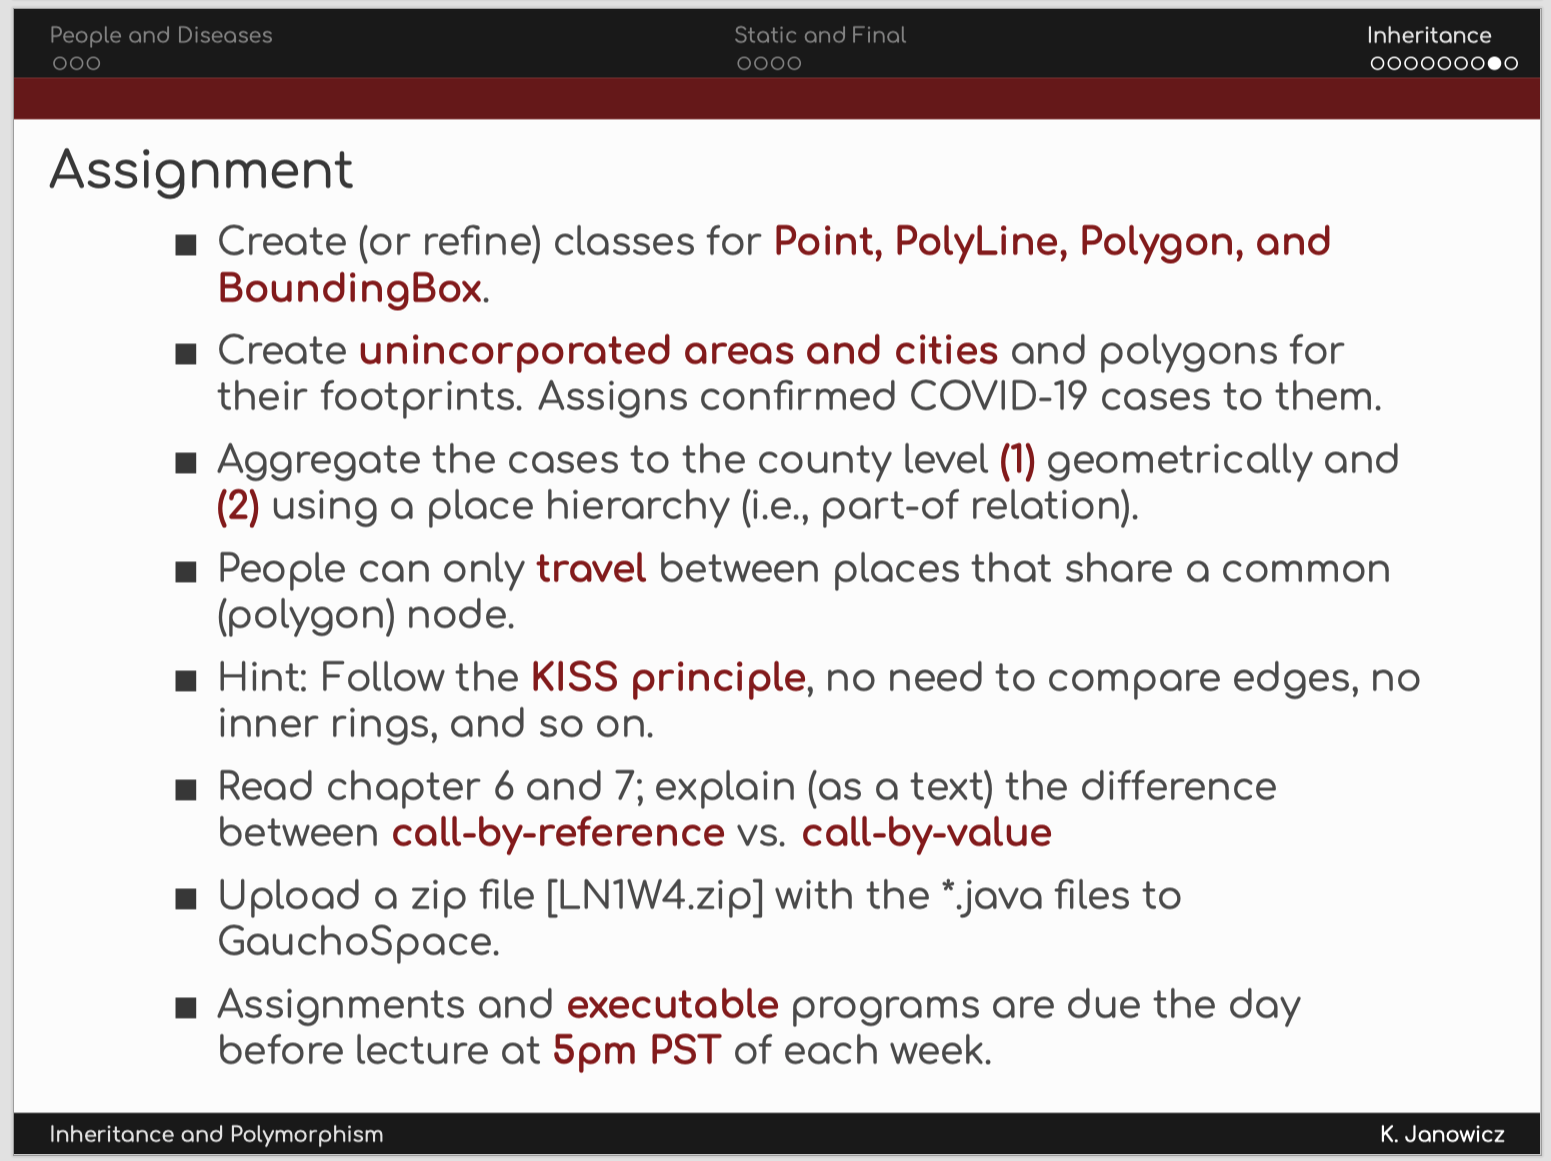 People and Diseases
Static and Final
Inheritance
Assignment
Create (or refine) classes for Point, PolyLine, Polygon, and
BoundingBox.
Create unincorporated areas and cities and polygons for
their footprints. Assigns confirmed COVID-19 cases to them.
Aggregate the cases to the county level (1) geometrically and
(2) using a place hierarchy (i.e., part-of relation).
People can only travel between places that share a common
(polygon) node.
Hint: Follow the KISS principle, no need to compare edges, no
inner rings, and so on.
Read chapter 6 and 7; explain (as a text) the difference
between call-by-reference vs. call-by-value
Upload a zip file [LN1W4.zip] with the *.java files to
GauchoSpace.
Assignments and executable programs are due the day
before lecture at 5pm PST of each week.
Inheritance and Polymorphism
K. Janowicz